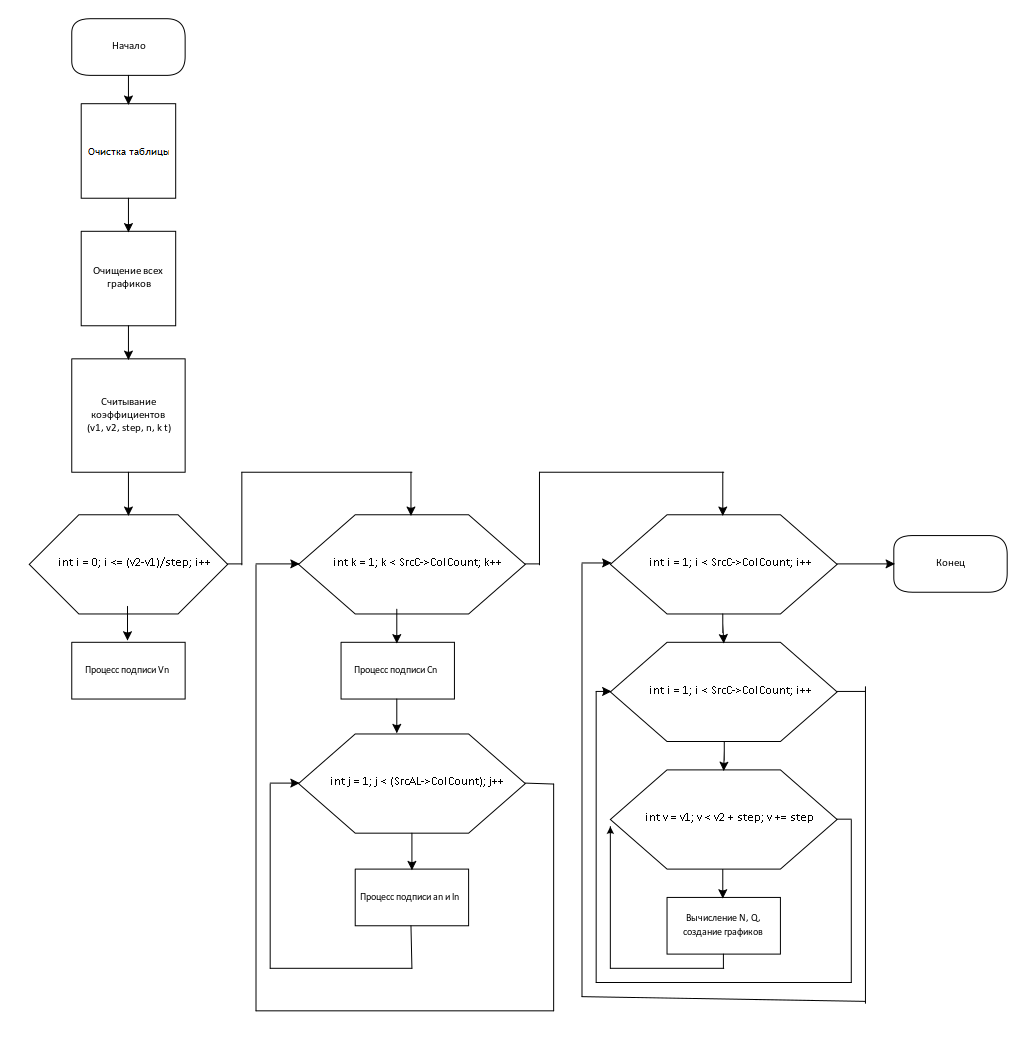 Начало
Очистка таблицы
Очищение всех
графиков
Считывание
коэффициентов
(v1, v2, step, n, k t)
int i = 0; i <= (v2-v1)/step; i++
Процесс подписи Vn
int k = 1; k < SrcC->ColCount; k++
Процесс подписи Cn
int j = 1; j < (SrcAL->ColCount); j++
Процесс подписи an и ln
int i = 1; i < SrcC->ColCount; i++
int i = 1; i < SrcC->ColCount; i++
int v = v1; v < v2 + step; v += step
Вычисление N, Q,
создание графиков
Конец